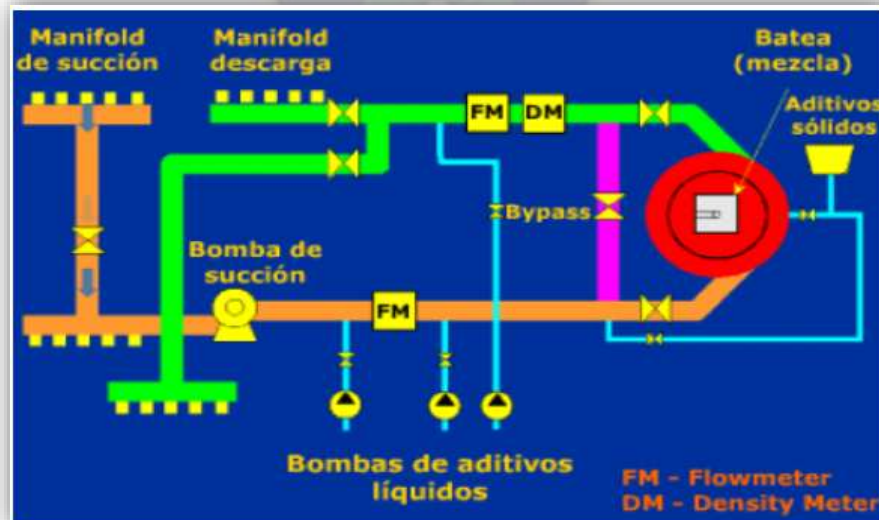 Manifold
de succión
Manifold
descarga
Batea
(mezcla)
Aditivos
sólidos
FM
DM
Bypass
Bomba de
succión
FM
Bombas de aditivos
líquidos
FM - Flowmeter
DM - Density Meter